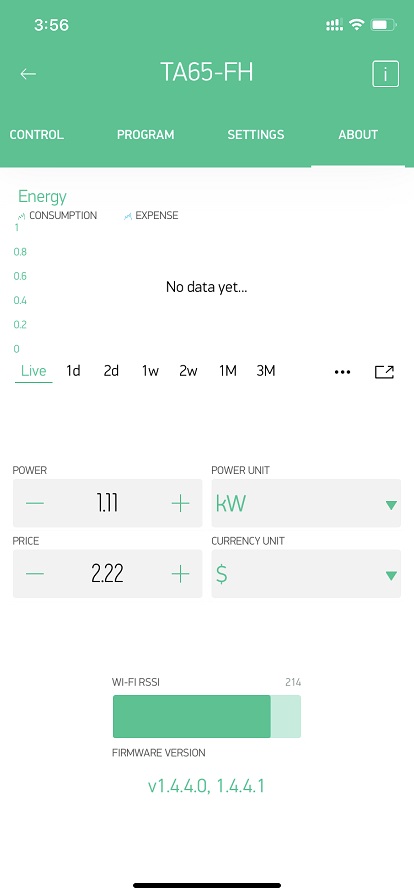 3:56
TA65-FH
i
CONTROL PROGRAM SETTINGS ABOUT
Energy
CONSUMPTION EXPENSE
1
0.8
No data yet...
0.6
0.4
0.2
0
Live 1d 2d 1w 2w 1M 3M ...
POWER POWER UNIT
1.11 kW
PRICE CURRENCY UNIT
2.22 $
WI-FI RSSI 214
FIRMWARE VERSION
v1.4.4.0, 1.4.4.1